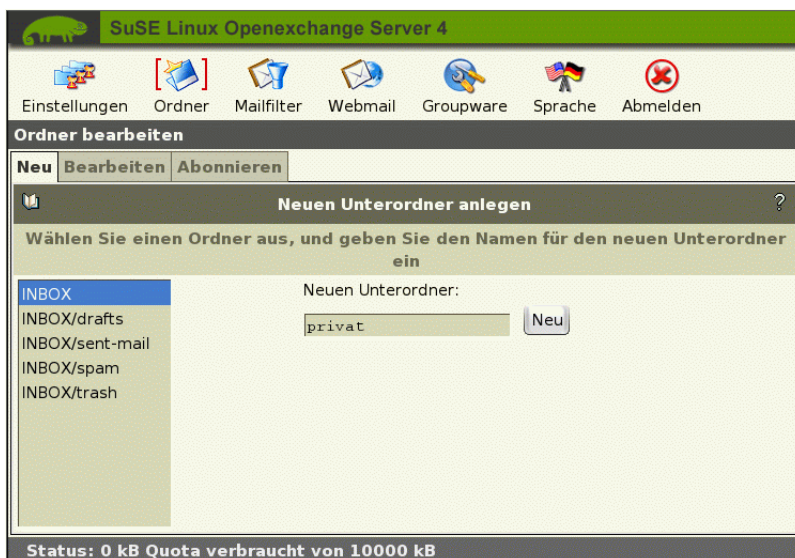 SuSE Linux Openexchange Server 4
Einstellungen Ordner Mailfilter Webmail Groupware Sprache Abmelden
Ordner bearbeiten
Neu Bearbeiten Abonnieren
Neuen Unterordner anlegen ?
Wählen Sie einen Ordner aus, und geben Sie den Namen für den neuen Unterordner
ein
INBOX
INBOX/drafts
INBOX/sent-mail
INBOX/spam
INBOX/trash
Neuen Unterordner:
privat Neu
Status: 0 kB Quota verbraucht von 10000 kB